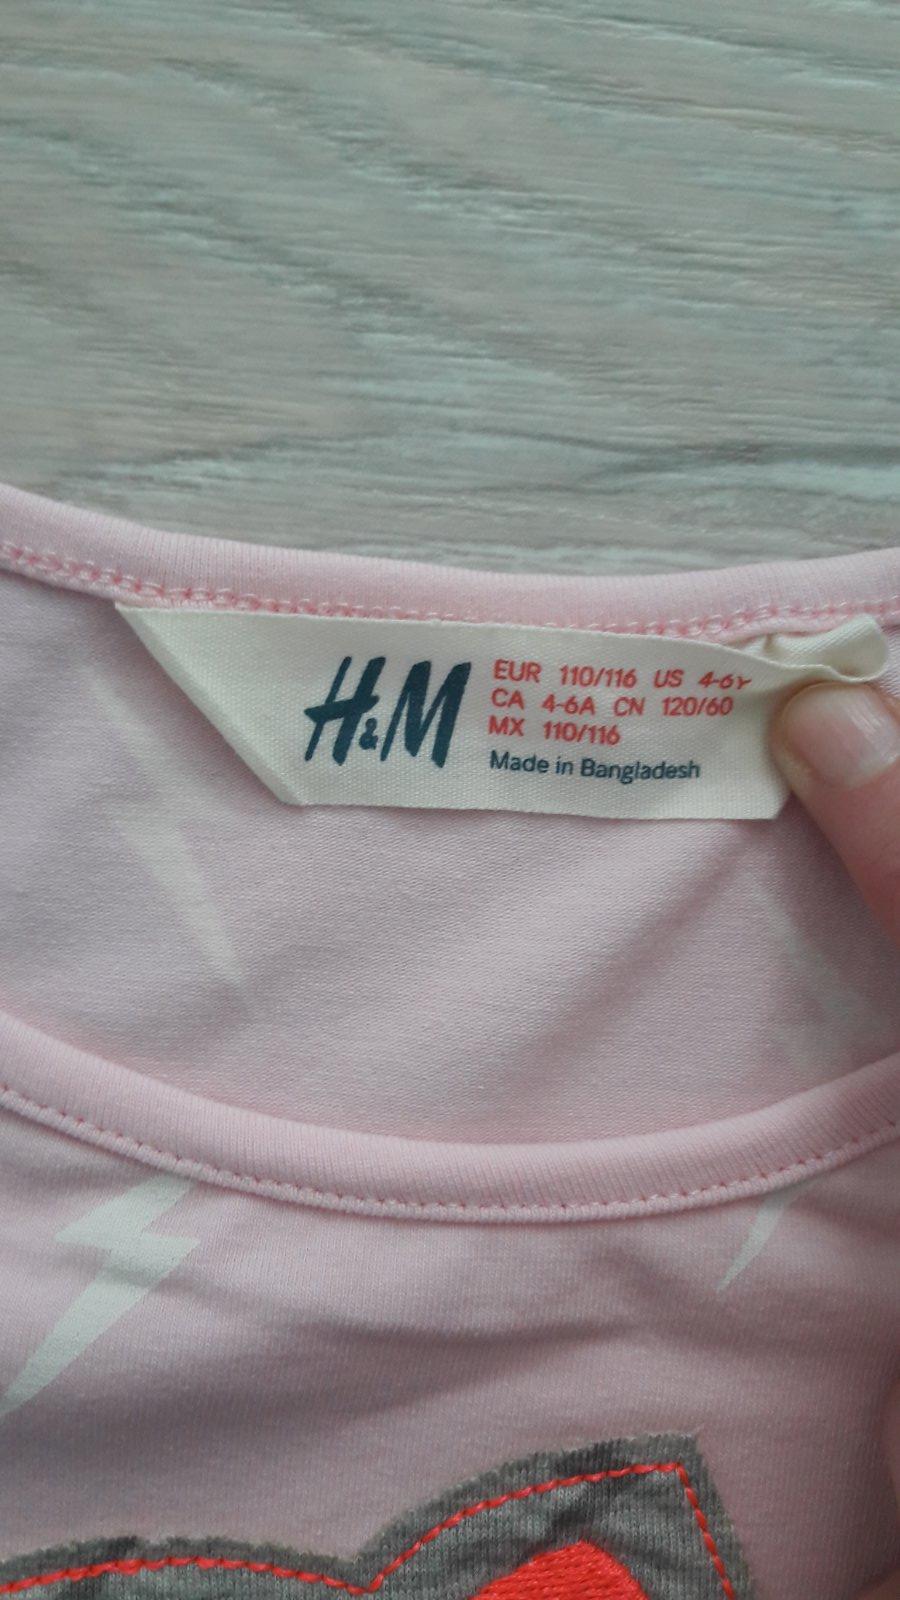 H&M
EUR 110/116 US 4-6Y
CA 4-6A CN 120/60
MX 110/116
Made in Bangladesh